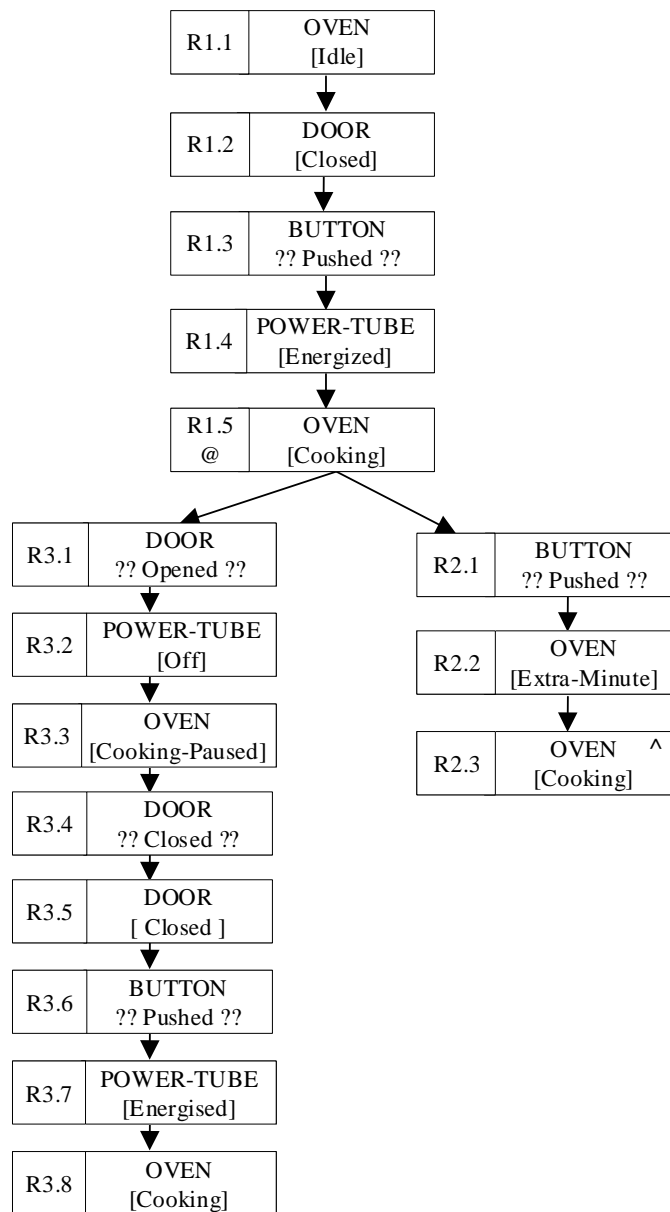 R1.1
OVEN
[Idle]
R1.2
DOOR
[Closed]
R1.3
BUTTON
?? Pushed ??
R1.4
POWER-TUBE
[Energized]
R1.5
@
OVEN
[Cooking]
R3.1
DOOR
?? Opened ??
R3.2
POWER-TUBE
[Off]
R3.3
OVEN
[Cooking-Paused]
R3.4
DOOR
?? Closed ??
R3.5
DOOR
[ Closed ]
R3.6
BUTTON
?? Pushed ??
R3.7
POWER-TUBE
[Energised]
R3.8
OVEN
[Cooking]
R2.1
BUTTON
?? Pushed ??
R2.2
OVEN
[Extra-Minute]
R2.3
OVEN ^
[Cooking]